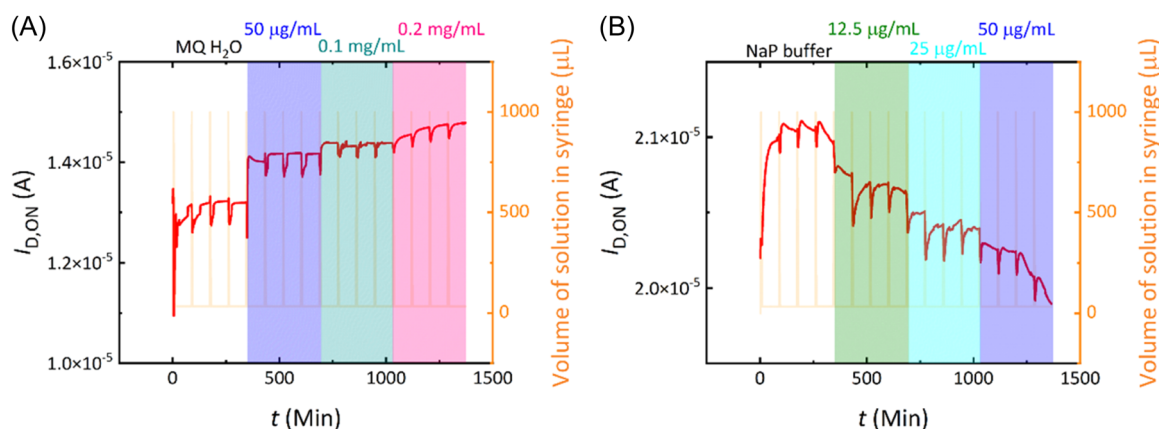 (A)
50 μg/mL
0.2 mg/mL
MQ H₂O
0.1 mg/mL
1.6×10⁻⁵
1.4×10⁻⁵
1.2×10⁻⁵
1.0×10⁻⁵
I_D,ON (A)
1000
500
0
Volume of solution in syringe (μL)
0
500
1000
1500
t (Min)
(B)
12.5 μg/mL
50 μg/mL
NaP buffer
25 μg/mL
2.1×10⁻⁵
2.0×10⁻⁵
I_D,ON (A)
1000
500
0
Volume of solution in syringe (μL)
0
500
1000
1500
t (Min)